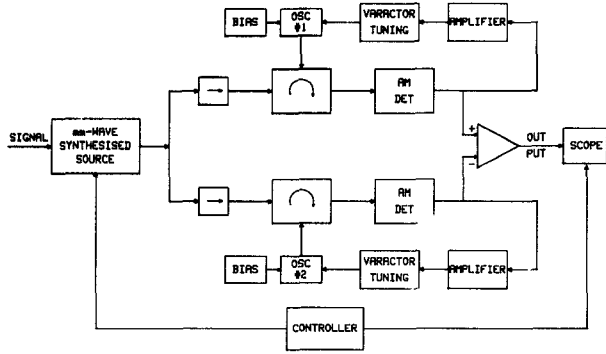 BIAS
OSC
#1
VARACTOR
TUNING
AMPLIFIER
AM
DET
SIGNAL
mm-WAVE
SYNTHESISED
SOURCE
+
-
OUT
PUT
SCOPE
AM
DET
BIAS
OSC
#2
VARACTOR
TUNING
AMPLIFIER
CONTROLLER